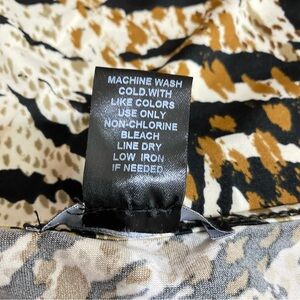 MACHINE WASH
COLD.WITH
LIKE COLORS
USE ONLY
NON-CHLORINE
BLEACH
LINE DRY
LOW IRON
IF NEEDED